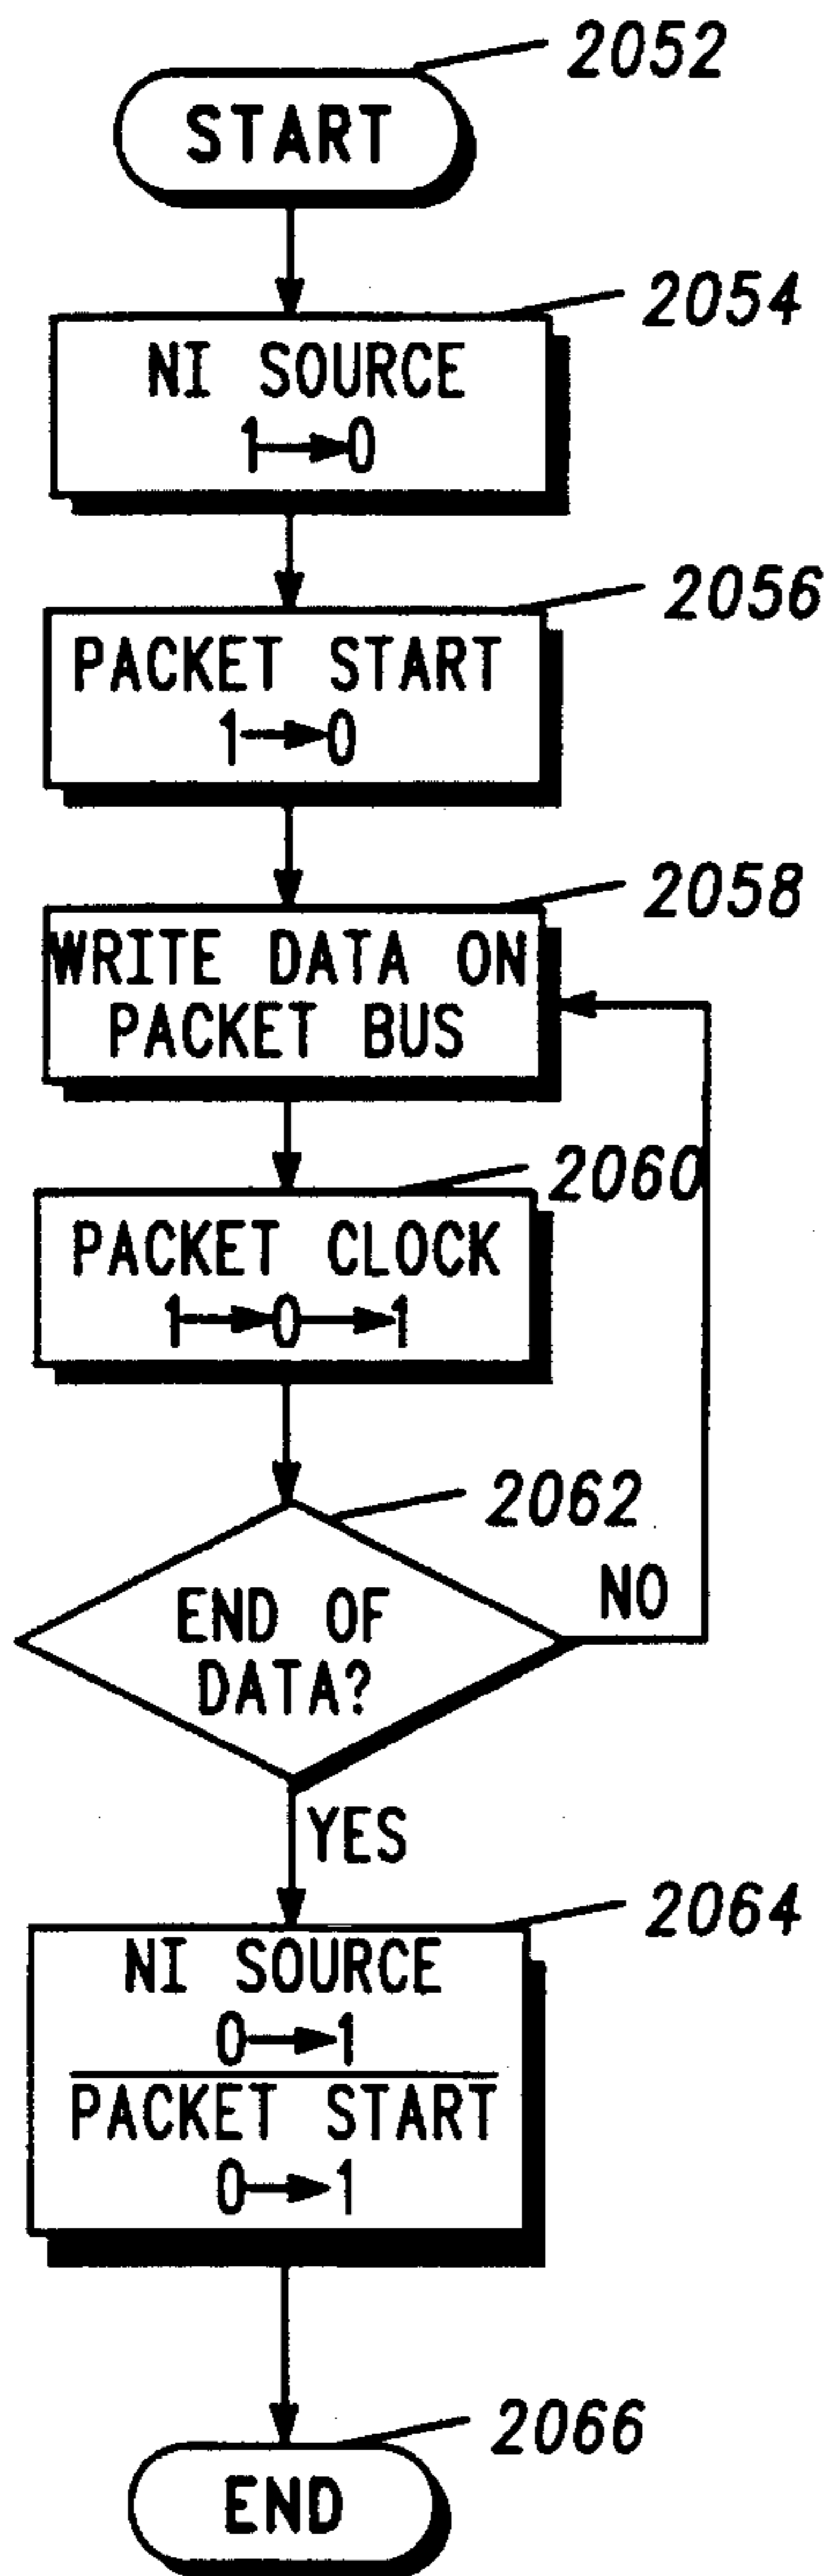 2052
START
2054
NI SOURCE
1→0
2056
PACKET START
1→0
2058
WRITE DATA ON
PACKET BUS
2060
PACKET CLOCK
1→0→1
2062
END OF
DATA?
NO
YES
2064
NI SOURCE
0→1
PACKET START
0→1
2066
END